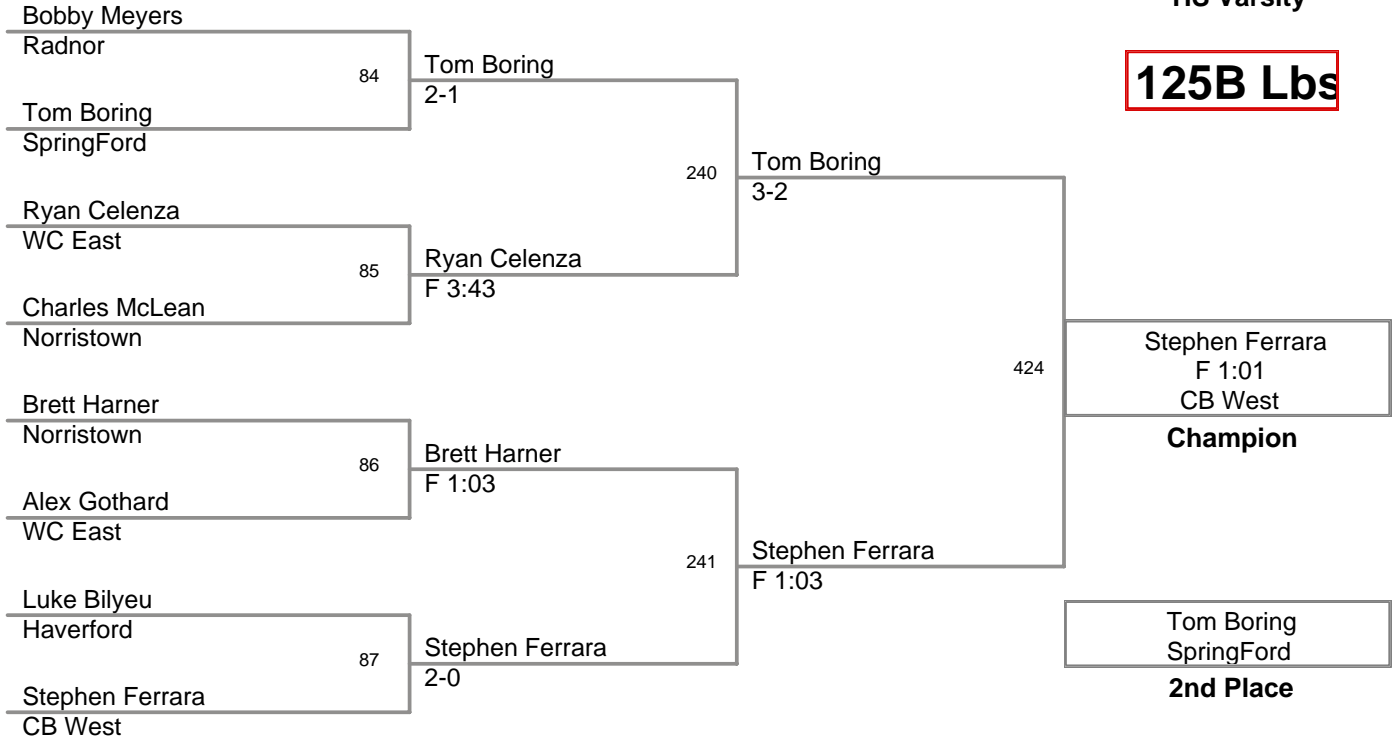 HS Varsity
125B Lbs
Bobby Meyers
Radnor
84
Tom Boring
SpringFord
Tom Boring
2-1
Ryan Celenza
WC East
85
Charles McLean
Norristown
Ryan Celenza
F 3:43
240
Tom Boring
3-2
Brett Harner
Norristown
86
Alex Gothard
WC East
Brett Harner
F 1:03
Luke Bilyeu
Haverford
87
Stephen Ferrara
CB West
Stephen Ferrara
2-0
241
Stephen Ferrara
F 1:03
424
Stephen Ferrara
F 1:01
CB West
Champion
Tom Boring
SpringFord
2nd Place